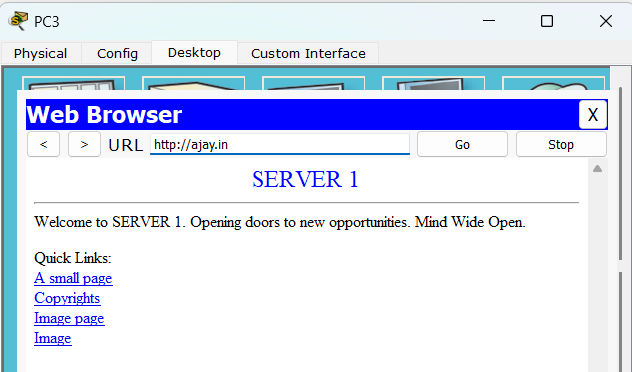 PC3
Physical Config Desktop Custom Interface
Web Browser X
< > URL http://ajay.in Go Stop
SERVER 1
Welcome to SERVER 1. Opening doors to new opportunities. Mind Wide Open.
Quick Links:
A small page
Copyrights
Image page
Image